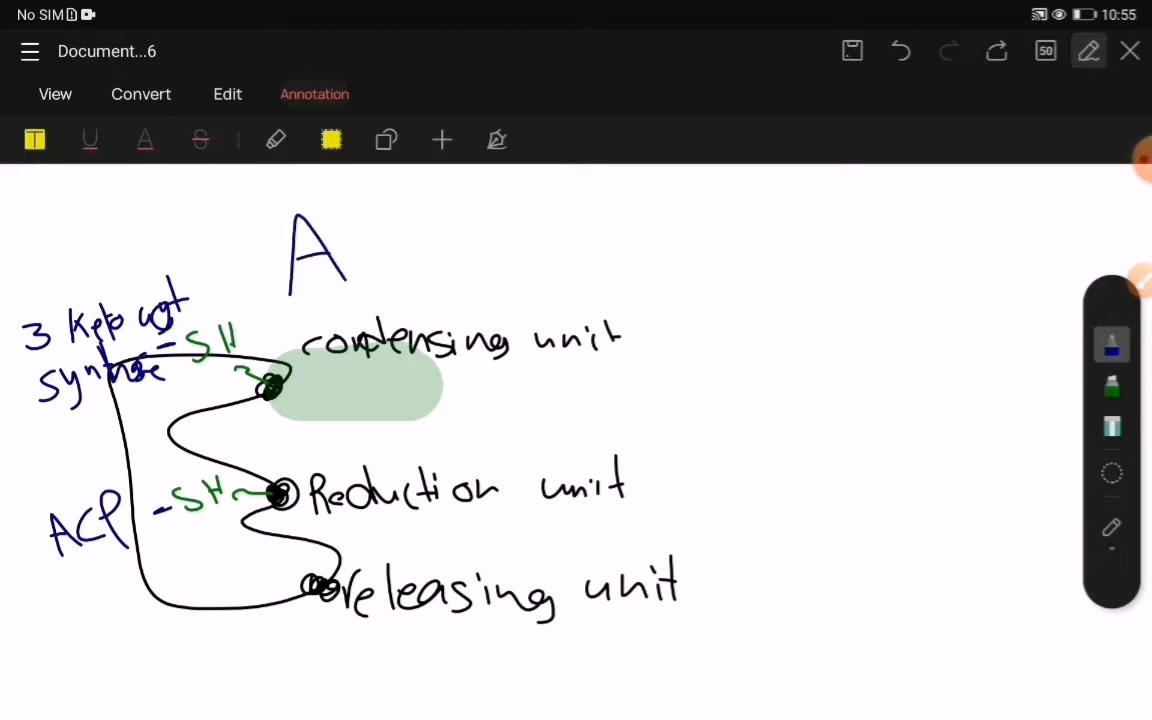 No SIM 10:55
Document...6 50
View Convert Edit Annotation
T U A S
A
3 Keto
synthase - SH
condensing unit
ACP - SH Reduction unit
releasing unit